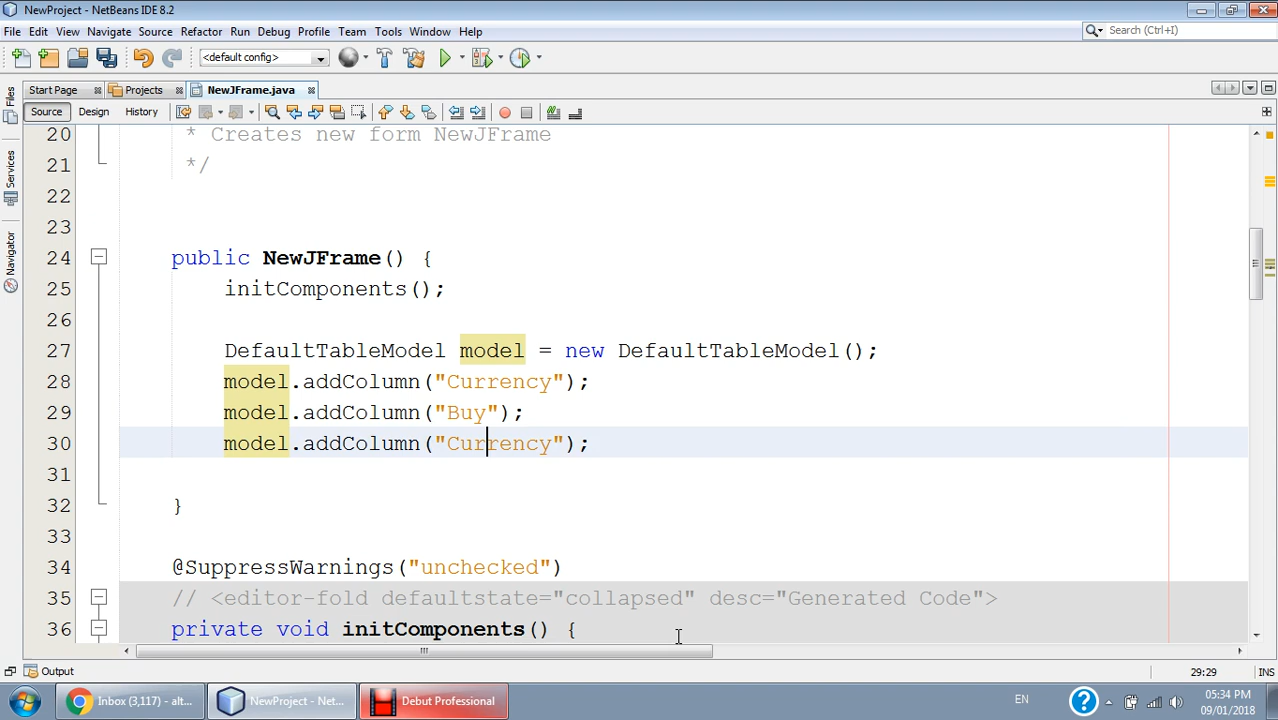 NewProject - NetBeans IDE 8.2
File Edit View Navigate Source Refactor Run Debug Profile Team Tools Window Help
Search (Ctrl+I)
<default config>
Start Page Projects NewJFrame.java
Source Design History
Files
Services
Navigator
20 * Creates new form NewJFrame
21 */
22
23
24 public NewJFrame() {
25 initComponents();
26
27 DefaultTableModel model = new DefaultTableModel();
28 model.addColumn("Currency");
29 model.addColumn("Buy");
30 model.addColumn("Currency");
31
32 }
33
34 @SuppressWarnings("unchecked")
35 // <editor-fold defaultstate="collapsed" desc="Generated Code">
36 private void initComponents() {
Output
29:29 INS
Inbox (3,117) - alt... NewProject - Net... Debut Professional EN 05:34 PM
09/01/2018